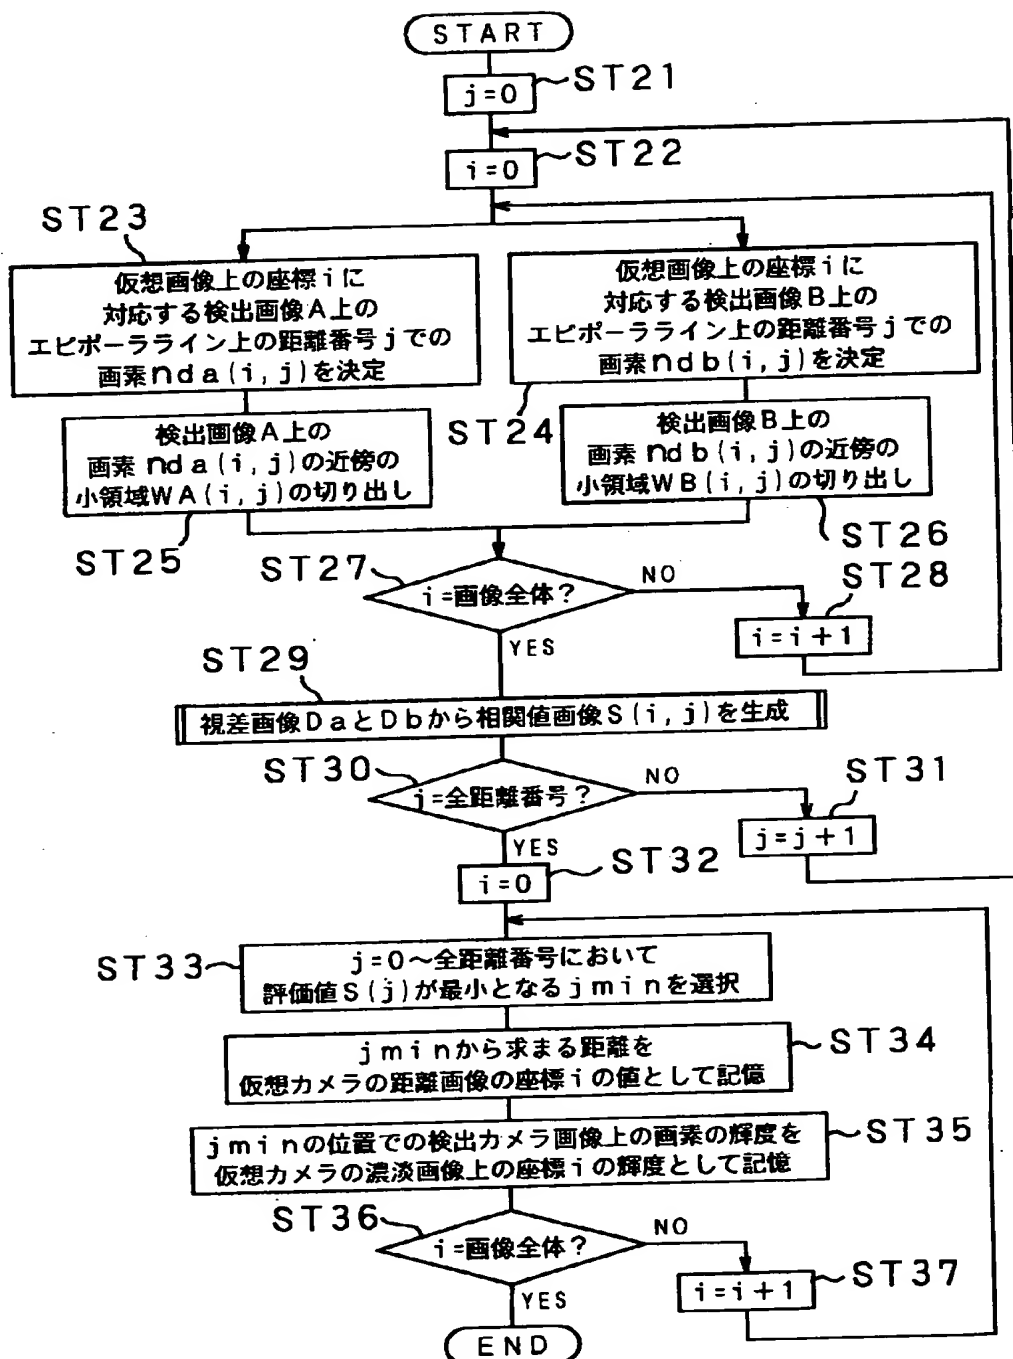 START
j=0
ST21
i=0
ST22
ST23
仮想画像上の座標iに
対応する検出画像A上の
エピポーラライン上の距離番号jでの
画素nda(i,j)を決定
仮想画像上の座標iに
対応する検出画像B上の
エピポーラライン上の距離番号jでの
画素ndb(i,j)を決定
ST24
検出画像A上の
画素nda(i,j)の近傍の
小領域WA(i,j)の切り出し
検出画像B上の
画素ndb(i,j)の近傍の
小領域WB(i,j)の切り出し
ST25
ST26
ST27
i=画像全体?
NO
ST28
i=i+1
YES
ST29
視差画像DaとDbから相関値画像S(i,j)を生成
ST30
j=全距離番号?
NO
ST31
j=j+1
YES
i=0
ST32
ST33
j=0~全距離番号において
評価値S(j)が最小となるjminを選択
jminから求まる距離を
仮想カメラの距離画像の座標iの値として記憶
ST34
jminの位置での検出カメラ画像上の画素の輝度を
仮想カメラの濃淡画像上の座標iの輝度として記憶
ST35
ST36
i=画像全体?
NO
i=i+1
ST37
YES
END